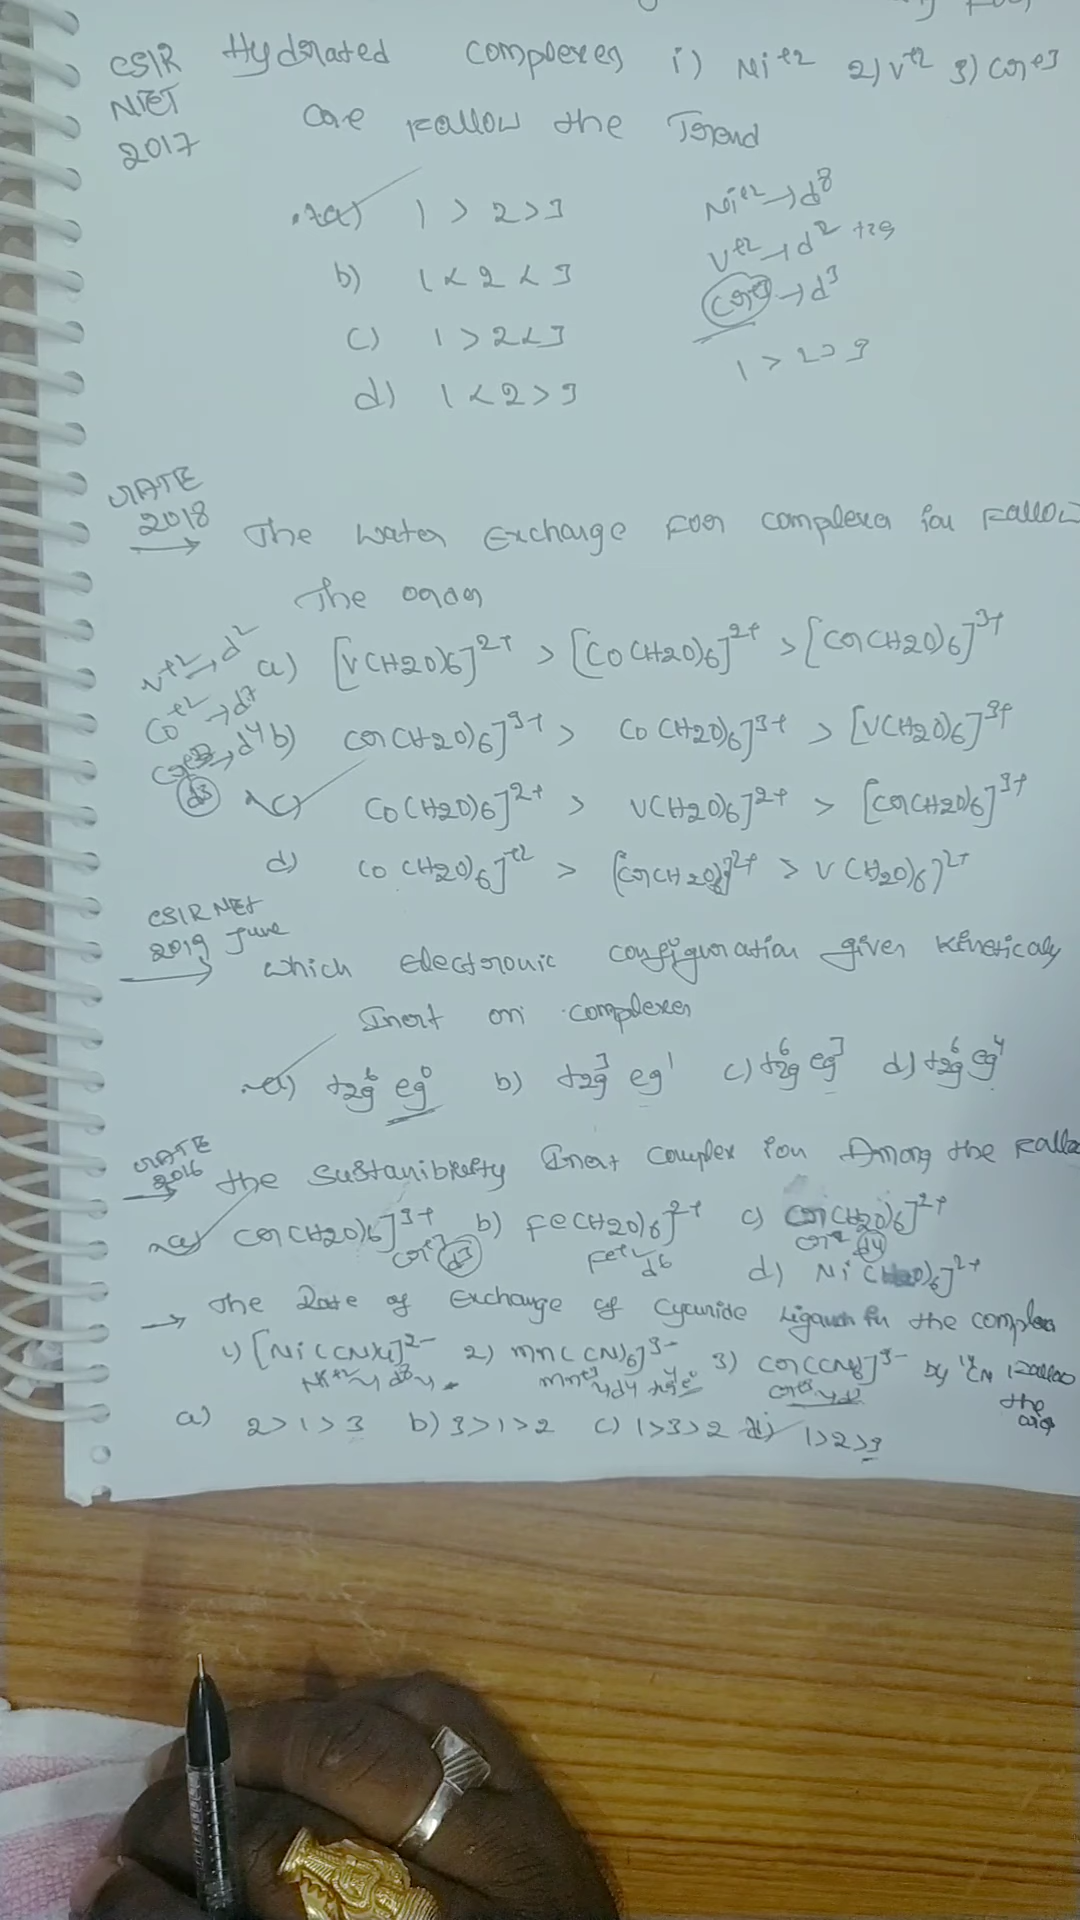 CSIR NET 2017
Hydrated complexes i) Ni+2 2) V+2 3) Cr+3
are Fallow the Trend
a) 1 > 2 > 3
b) 1 < 2 < 3
c) 1 > 2 < 3
d) 1 < 2 > 3
Ni+2 → d8
V+2 → d2 t2g
Cr+3 → d3
1 > 2 > 3
GATE 2018
→ The water Exchange For complexes ion Fallow
The order
V+2 → d2
Co+2 → d7
d3
a) [V(H2O)6]2+ > [Co(H2O)6]2+ > [Cr(H2O)6]3+
b) Cr(H2O)6]3+ > Co(H2O)6]3+ > [V(H2O)6]3+
c) Co(H2O)6]2+ > V(H2O)6]2+ > [Cr(H2O)6]3+
d) Co(H2O)6]+2 > [Cr(H2O)6]2+ > V(H2O)6]2+
CSIR NET
2019 June
→ which electronic configuration given kineticaly
Inert on complexes
a) t2g6 eg0 b) t2g3 eg1 c) t2g6 eg3 d) t2g6 eg4
GATE 2016
→ the Sustanibility Inert complex ion Among the
a) Cr(H2O)6]3+ b) Fe(H2O)6]2+ c) Cr(H2O)6]2+
Cr+3 d3 Fe+2 d6 Cr+2 d4
d) Ni(H2O)6]2+
→ The Rate of Exchange of Cyanide Ligand in the complex
1) [Ni(CN)4]2- 2) Mn(CN)6]3- 3) Cr(CN)6]3- by 14CN
the
a) 2 > 1 > 3 b) 3 > 1 > 2 c) 1 > 3 > 2 d) 1 > 2 > 3